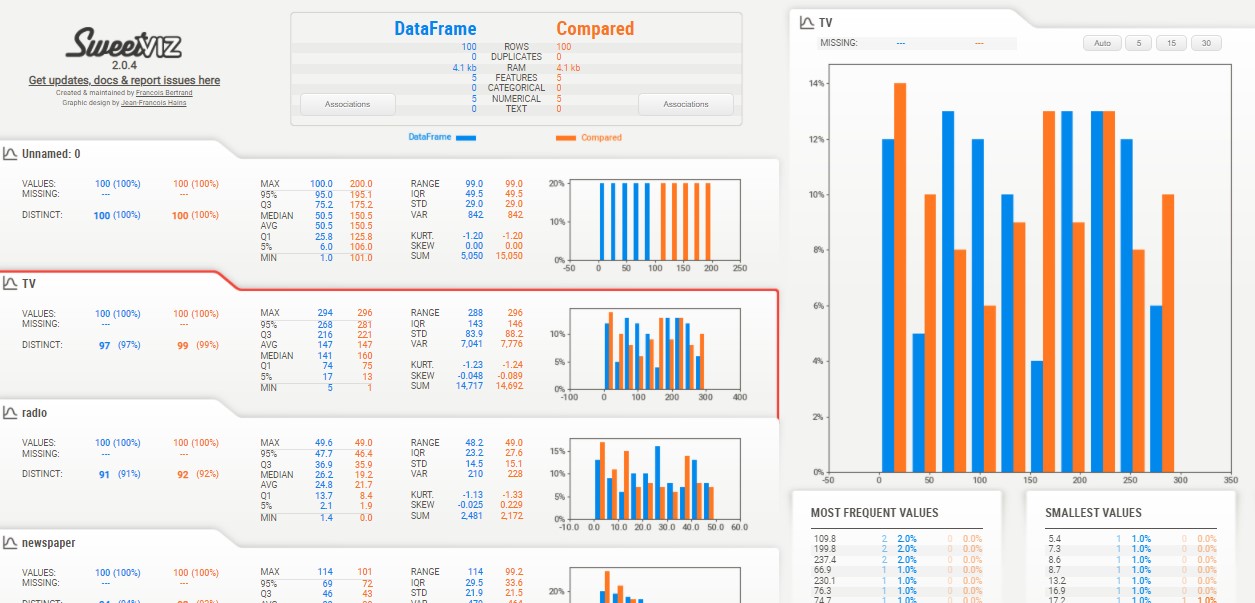 SweetVIZ
2.0.4
Get updates, docs & report issues here
Created & maintained by Francois Bertrand
Graphic design by Jean-Francois Hains
DataFrame Compared
100 ROWS 100
0 DUPLICATES 0
4.1 kb RAM 4.1 kb
5 FEATURES 5
0 CATEGORICAL 0
5 NUMERICAL 5
0 TEXT 0
Associations
Associations
DataFrame
Compared
Unnamed: 0
VALUES: 100 (100%) 100 (100%)
MISSING: --- ---
DISTINCT: 100 (100%) 100 (100%)
MAX 100.0 200.0
95% 95.0 195.1
Q3 75.2 175.2
MEDIAN 50.5 150.5
AVG 50.5 150.5
Q1 25.8 125.8
5% 6.0 106.0
MIN 1.0 101.0
RANGE 99.0 99.0
IQR 49.5 49.5
STD 29.0 29.0
VAR 842 842
KURT. -1.20 -1.20
SKEW 0.00 0.00
SUM 5,050 15,050
20%
10%
0%
-50 0 50 100 150 200 250
TV
VALUES: 100 (100%) 100 (100%)
MISSING: --- ---
DISTINCT: 97 (97%) 99 (99%)
MAX 294 296
95% 268 281
Q3 216 221
AVG 147 147
MEDIAN 141 160
Q1 74 75
5% 17 13
MIN 5 1
RANGE 288 296
IQR 143 146
STD 83.9 88.2
VAR 7,041 7,776
KURT. -1.23 -1.24
SKEW -0.048 -0.089
SUM 14,717 14,692
10%
5%
0%
-100 0 100 200 300 400
radio
VALUES: 100 (100%) 100 (100%)
MISSING: --- ---
DISTINCT: 91 (91%) 92 (92%)
MAX 49.6 49.0
95% 47.7 46.4
Q3 36.9 35.9
MEDIAN 26.2 19.2
AVG 24.8 21.7
Q1 13.7 8.4
5% 2.1 1.9
MIN 1.4 0.0
RANGE 48.2 49.0
IQR 23.2 27.6
STD 14.5 15.1
VAR 210 228
KURT. -1.13 -1.33
SKEW -0.025 0.229
SUM 2,481 2,172
15%
10%
5%
0%
-10.0 0.0 10.0 20.0 30.0 40.0 50.0 60.0
newspaper
VALUES: 100 (100%) 100 (100%)
MISSING: --- ---
DISTINCT:
MAX 114 101
95% 69 72
Q3 46 43
RANGE 114 99.2
IQR 29.5 33.6
STD 21.9 21.5
20%
TV
MISSING: --- ---
Auto 5 15 30
14%
12%
10%
8%
6%
4%
2%
0%
-50 0 50 100 150 200 250 300 350
MOST FREQUENT VALUES
109.8 2 2.0% 0 0.0%
199.8 2 2.0% 0 0.0%
237.4 2 2.0% 0 0.0%
66.9 1 1.0% 0 0.0%
230.1 1 1.0% 0 0.0%
76.3 1 1.0% 0 0.0%
74.7 1 1.0% 0 0.0%
SMALLEST VALUES
5.4 1 1.0% 0 0.0%
7.3 1 1.0% 0 0.0%
8.6 1 1.0% 0 0.0%
8.7 1 1.0% 0 0.0%
13.2 1 1.0% 0 0.0%
16.9 1 1.0% 0 0.0%
17.2 1 1.0% 1 1.0%